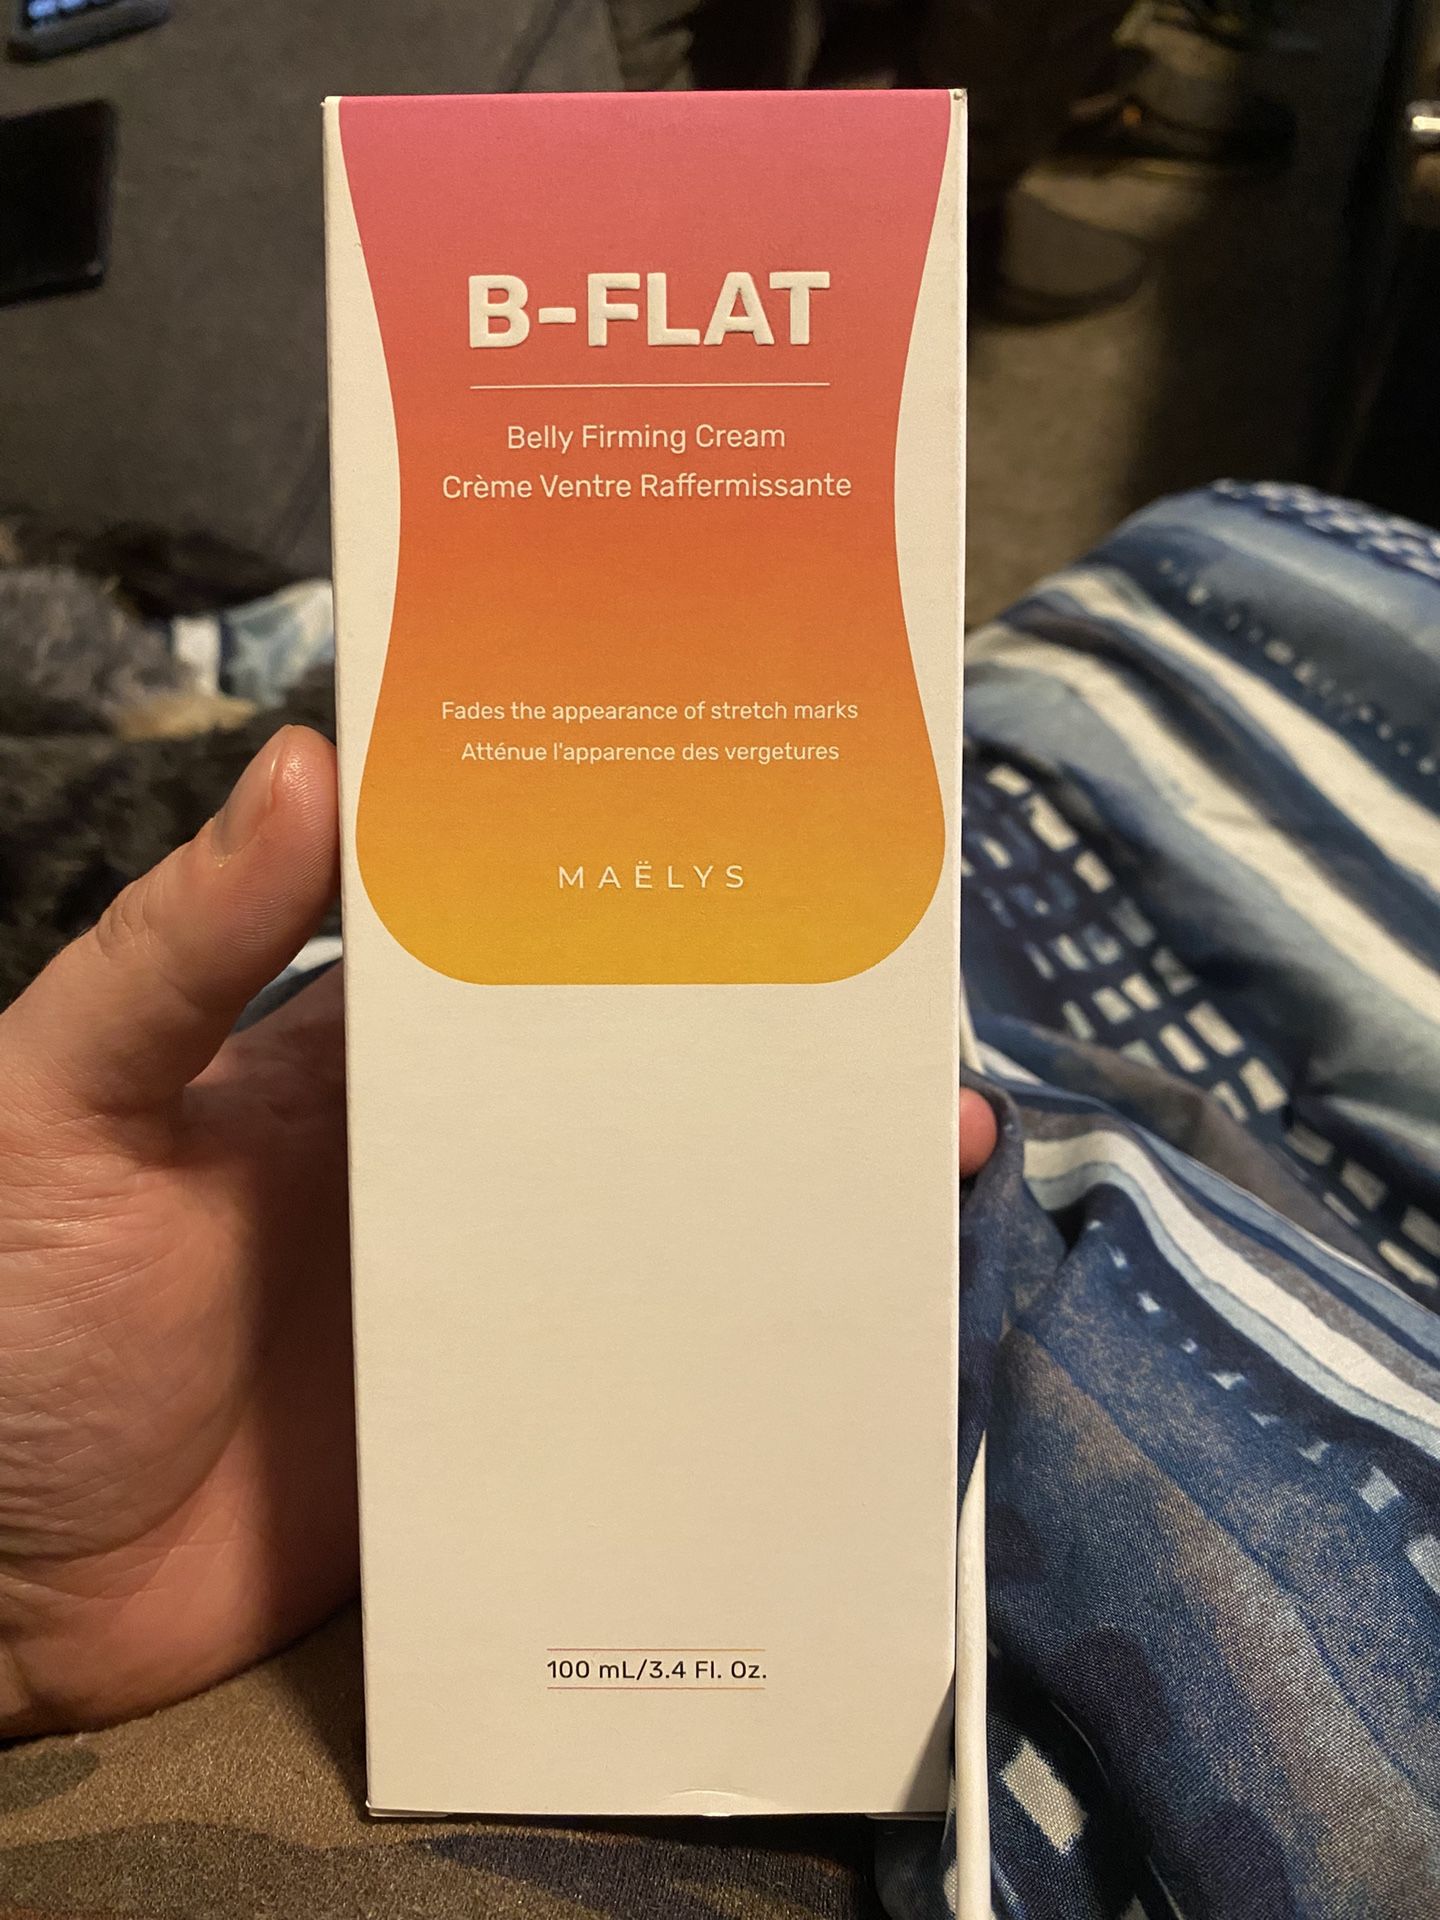 B-FLAT
Belly Firming Cream
Crème Ventre Raffermissante
Fades the appearance of stretch marks
Atténue l'apparence des vergetures
MAËLYS
100 mL/3.4 Fl. Oz.